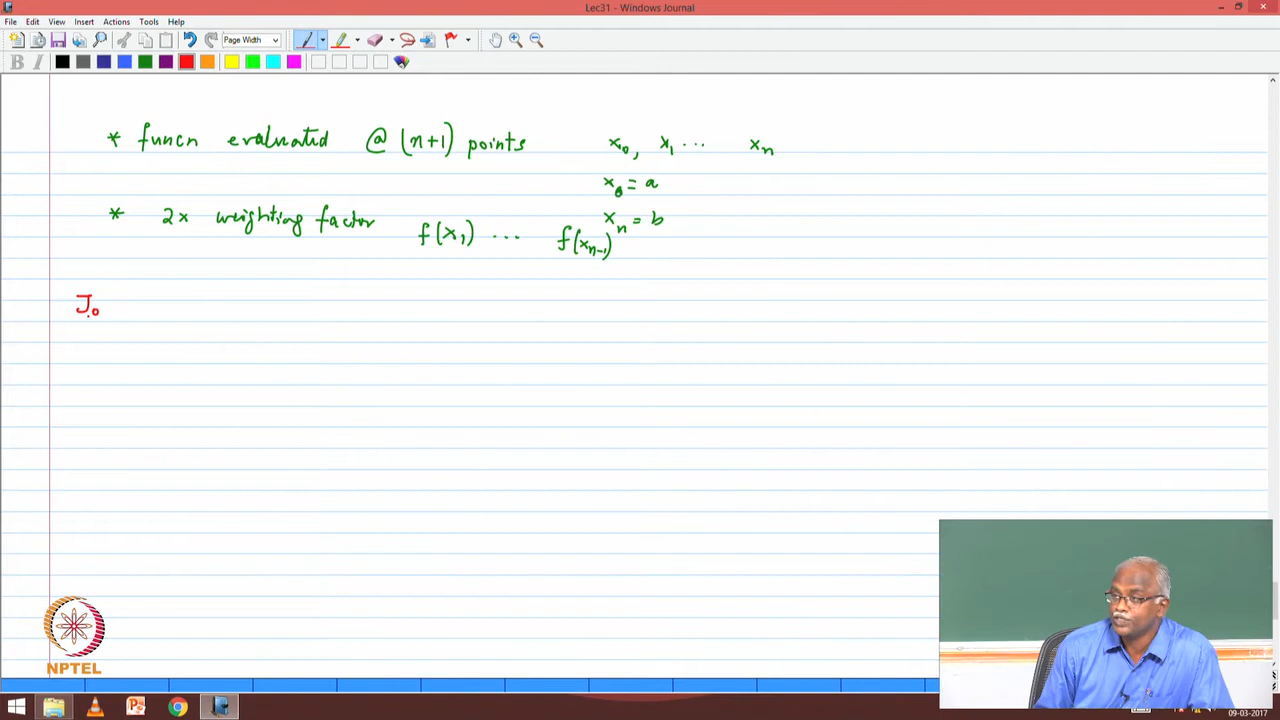 Lec31 - Windows Journal
File Edit View Insert Actions Tools Help
Page Width
B I
* funcn evaluated @ (n+1) points x₀, x₁ ... xₙ
x₀ = a
* 2x weighting factor f(x₁) ... f(xₙ₋₁)
xₙ = b
J₀
NPTEL
09-03-2017